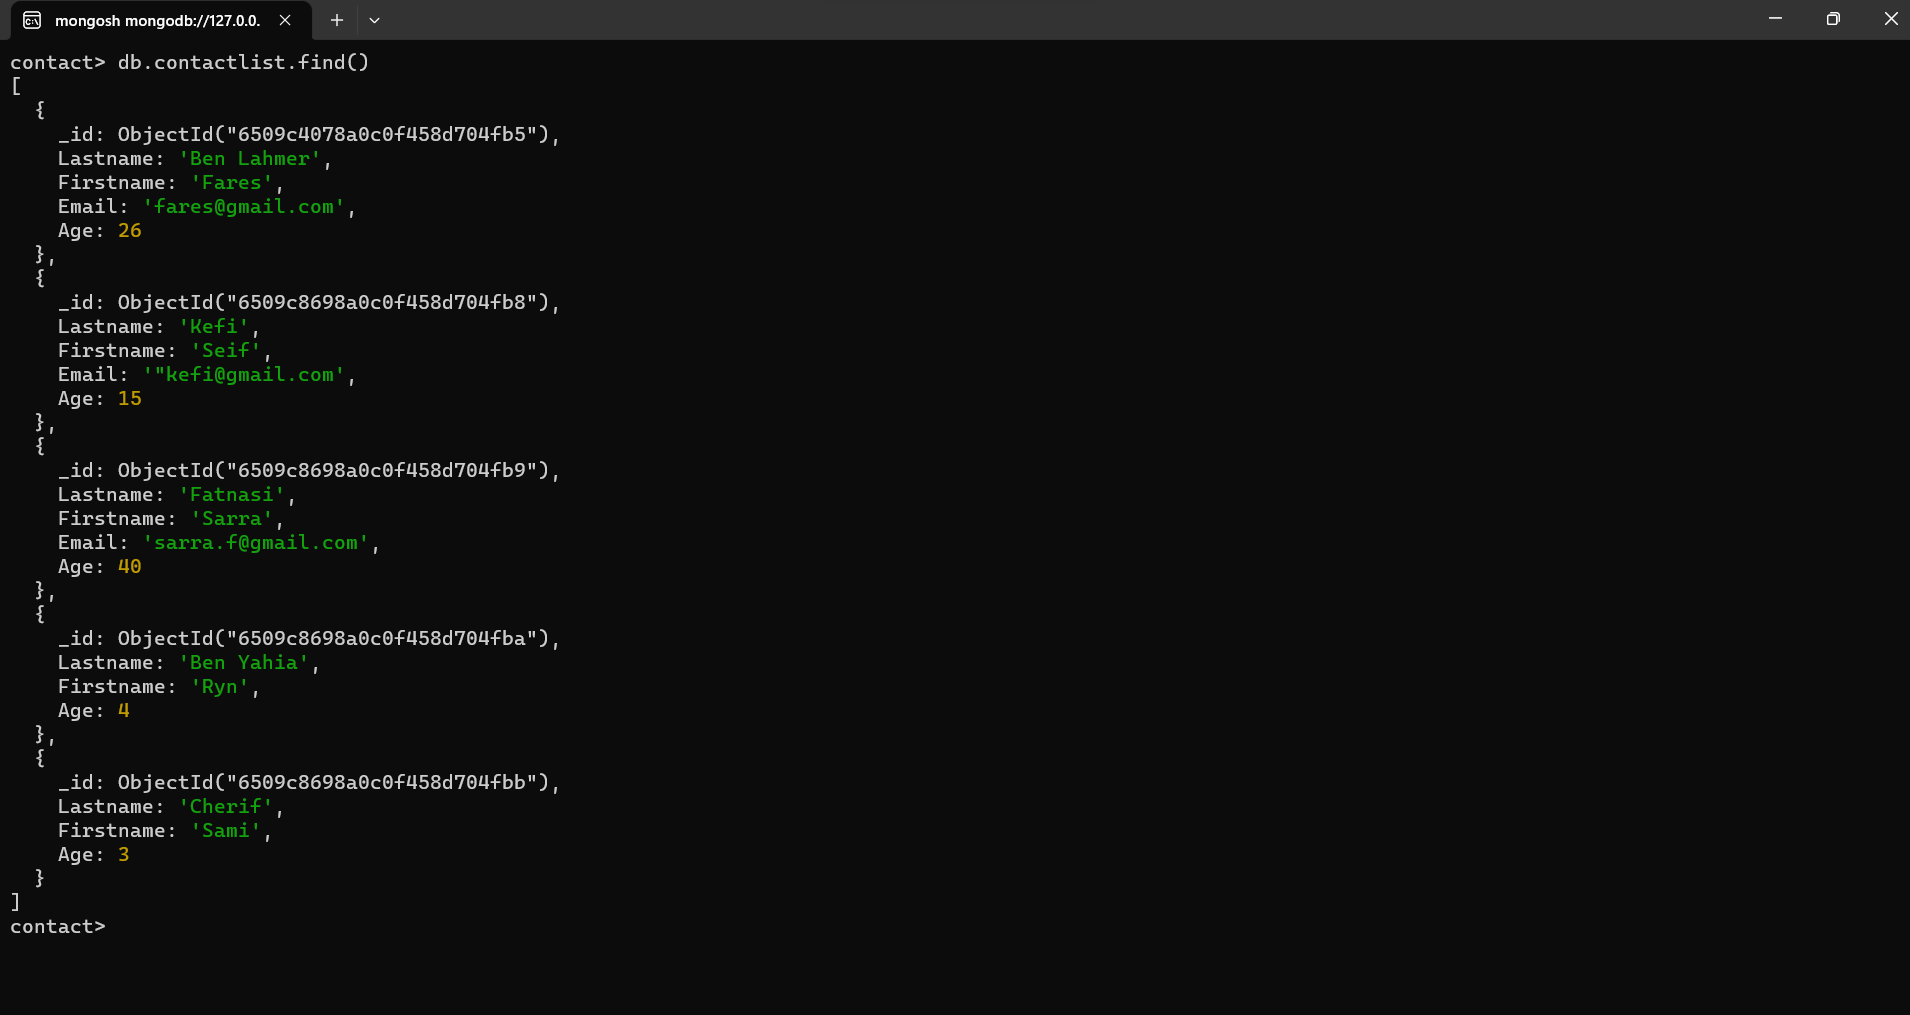 mongosh mongodb://127.0.0.
contact> db.contactlist.find()
[
  {
    _id: ObjectId("6509c4078a0c0f458d704fb5"),
    Lastname: 'Ben Lahmer',
    Firstname: 'Fares',
    Email: 'fares@gmail.com',
    Age: 26
  },
  {
    _id: ObjectId("6509c8698a0c0f458d704fb8"),
    Lastname: 'Kefi',
    Firstname: 'Seif',
    Email: '"kefi@gmail.com',
    Age: 15
  },
  {
    _id: ObjectId("6509c8698a0c0f458d704fb9"),
    Lastname: 'Fatnasi',
    Firstname: 'Sarra',
    Email: 'sarra.f@gmail.com',
    Age: 40
  },
  {
    _id: ObjectId("6509c8698a0c0f458d704fba"),
    Lastname: 'Ben Yahia',
    Firstname: 'Ryn',
    Age: 4
  },
  {
    _id: ObjectId("6509c8698a0c0f458d704fbb"),
    Lastname: 'Cherif',
    Firstname: 'Sami',
    Age: 3
  }
]
contact>